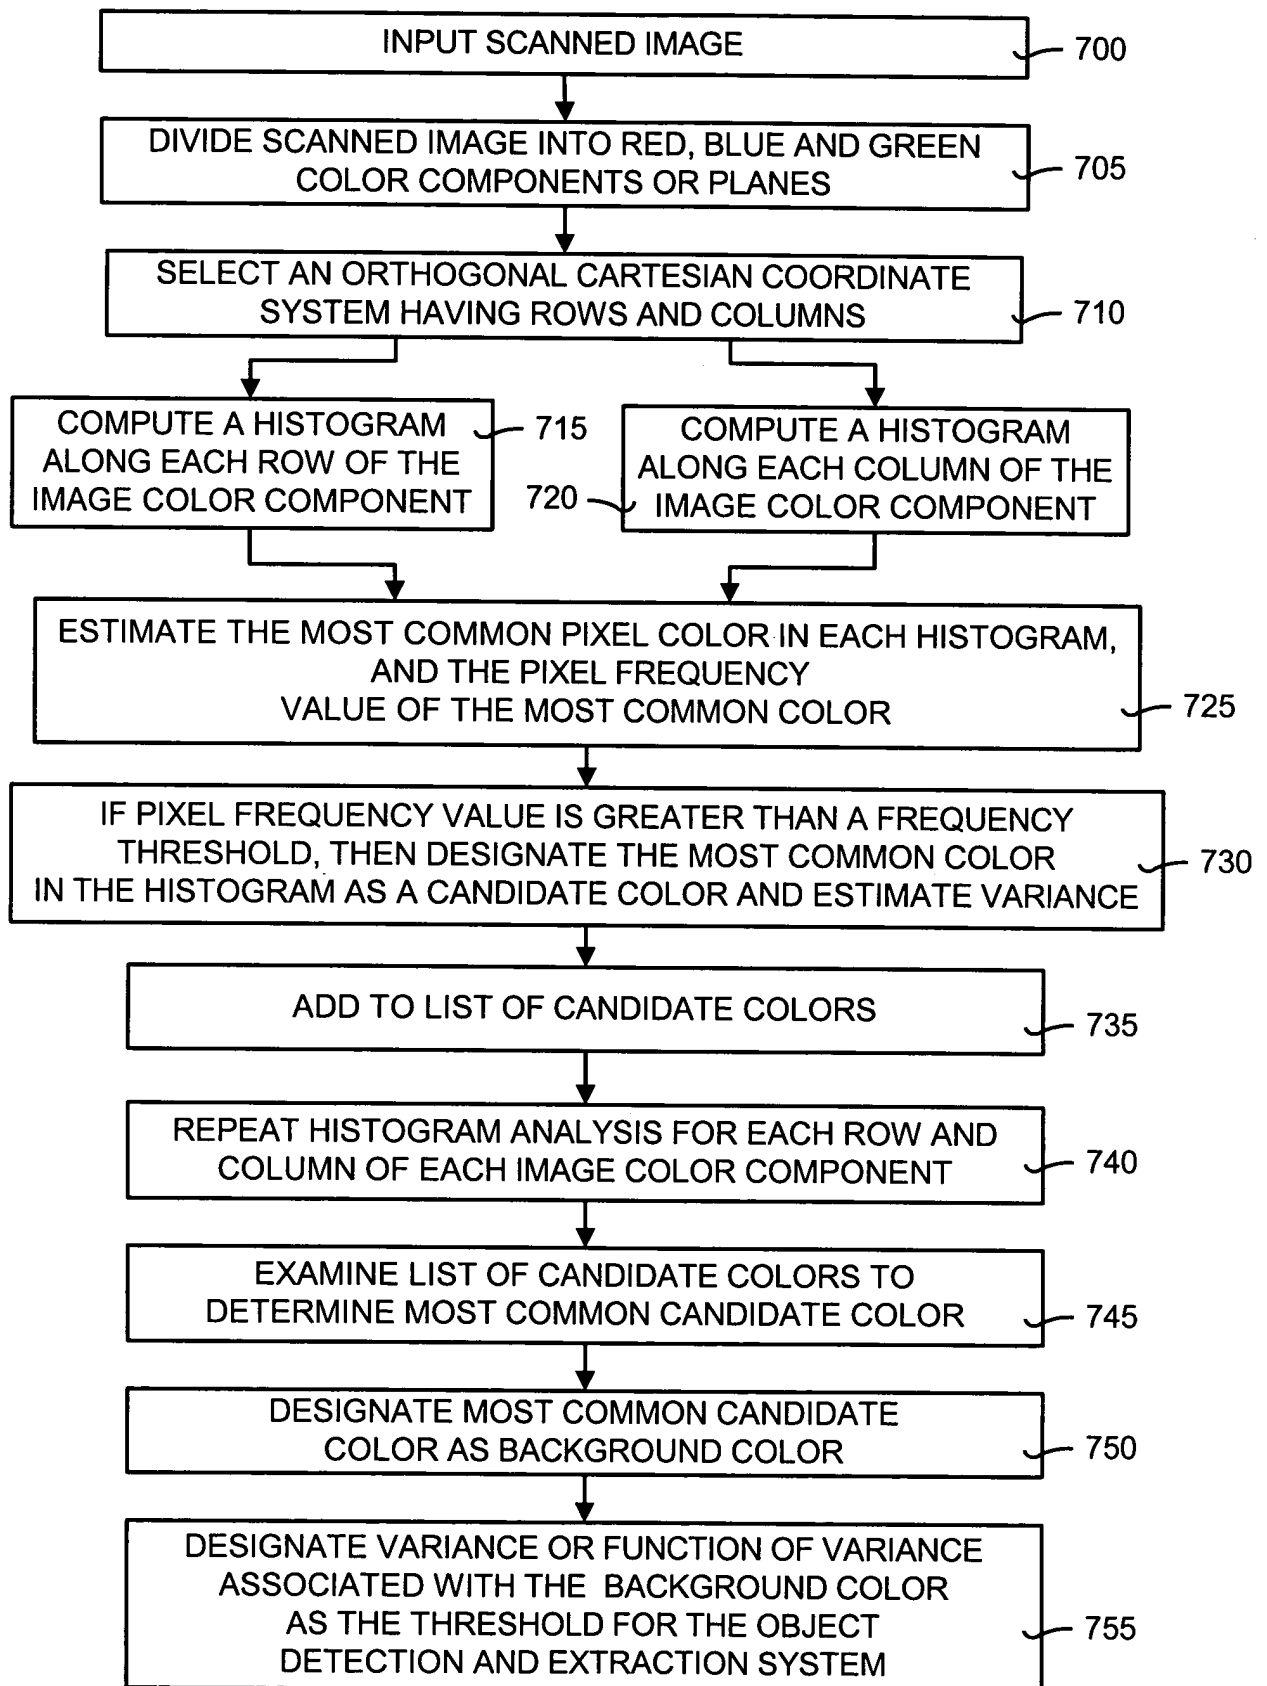 INPUT SCANNED IMAGE
700
DIVIDE SCANNED IMAGE INTO RED, BLUE AND GREEN
COLOR COMPONENTS OR PLANES
705
SELECT AN ORTHOGONAL CARTESIAN COORDINATE
SYSTEM HAVING ROWS AND COLUMNS
710
COMPUTE A HISTOGRAM
ALONG EACH ROW OF THE
IMAGE COLOR COMPONENT
715
COMPUTE A HISTOGRAM
ALONG EACH COLUMN OF THE
IMAGE COLOR COMPONENT
720
ESTIMATE THE MOST COMMON PIXEL COLOR IN EACH HISTOGRAM,
AND THE PIXEL FREQUENCY
VALUE OF THE MOST COMMON COLOR
725
IF PIXEL FREQUENCY VALUE IS GREATER THAN A FREQUENCY
THRESHOLD, THEN DESIGNATE THE MOST COMMON COLOR
IN THE HISTOGRAM AS A CANDIDATE COLOR AND ESTIMATE VARIANCE
730
ADD TO LIST OF CANDIDATE COLORS
735
REPEAT HISTOGRAM ANALYSIS FOR EACH ROW AND
COLUMN OF EACH IMAGE COLOR COMPONENT
740
EXAMINE LIST OF CANDIDATE COLORS TO
DETERMINE MOST COMMON CANDIDATE COLOR
745
DESIGNATE MOST COMMON CANDIDATE
COLOR AS BACKGROUND COLOR
750
DESIGNATE VARIANCE OR FUNCTION OF VARIANCE
ASSOCIATED WITH THE BACKGROUND COLOR
AS THE THRESHOLD FOR THE OBJECT
DETECTION AND EXTRACTION SYSTEM
755